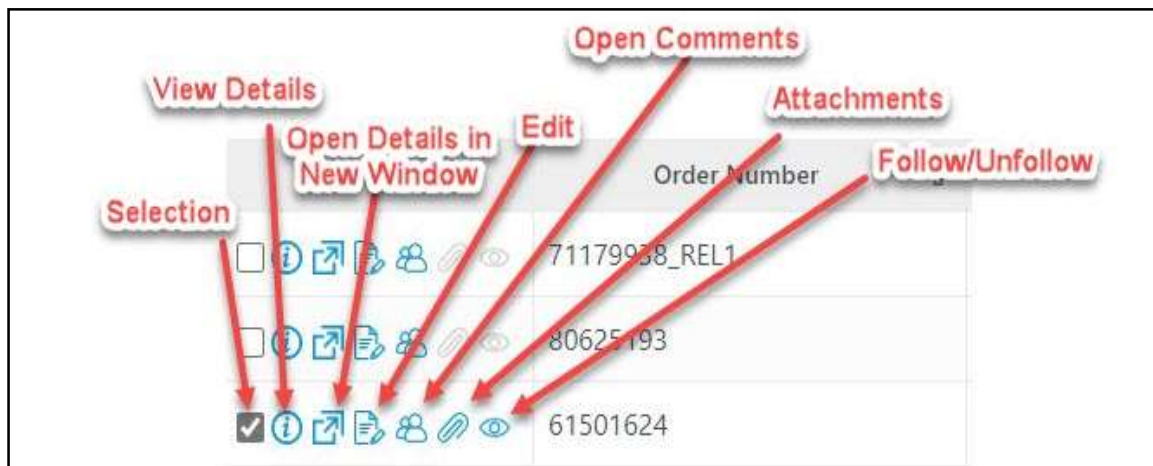 Open Comments
View Details
Attachments
Open Details in
New Window
Edit
Follow/Unfollow
Order Number
Selection
71179938_REL1
80625193
61501624